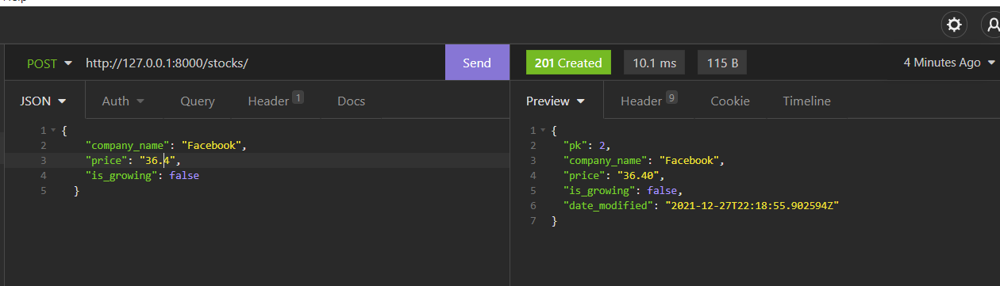 Help
POST http://127.0.0.1:8000/stocks/ Send 201 Created 10.1 ms 115 B 4 Minutes Ago
JSON Auth Query Header 1 Docs
1 {
2 "company_name": "Facebook",
3 "price": "36.4",
4 "is_growing": false
5 }
Preview Header 9 Cookie Timeline
1 {
2 "pk": 2,
3 "company_name": "Facebook",
4 "price": "36.40",
5 "is_growing": false,
6 "date_modified": "2021-12-27T22:18:55.902594Z"
7 }